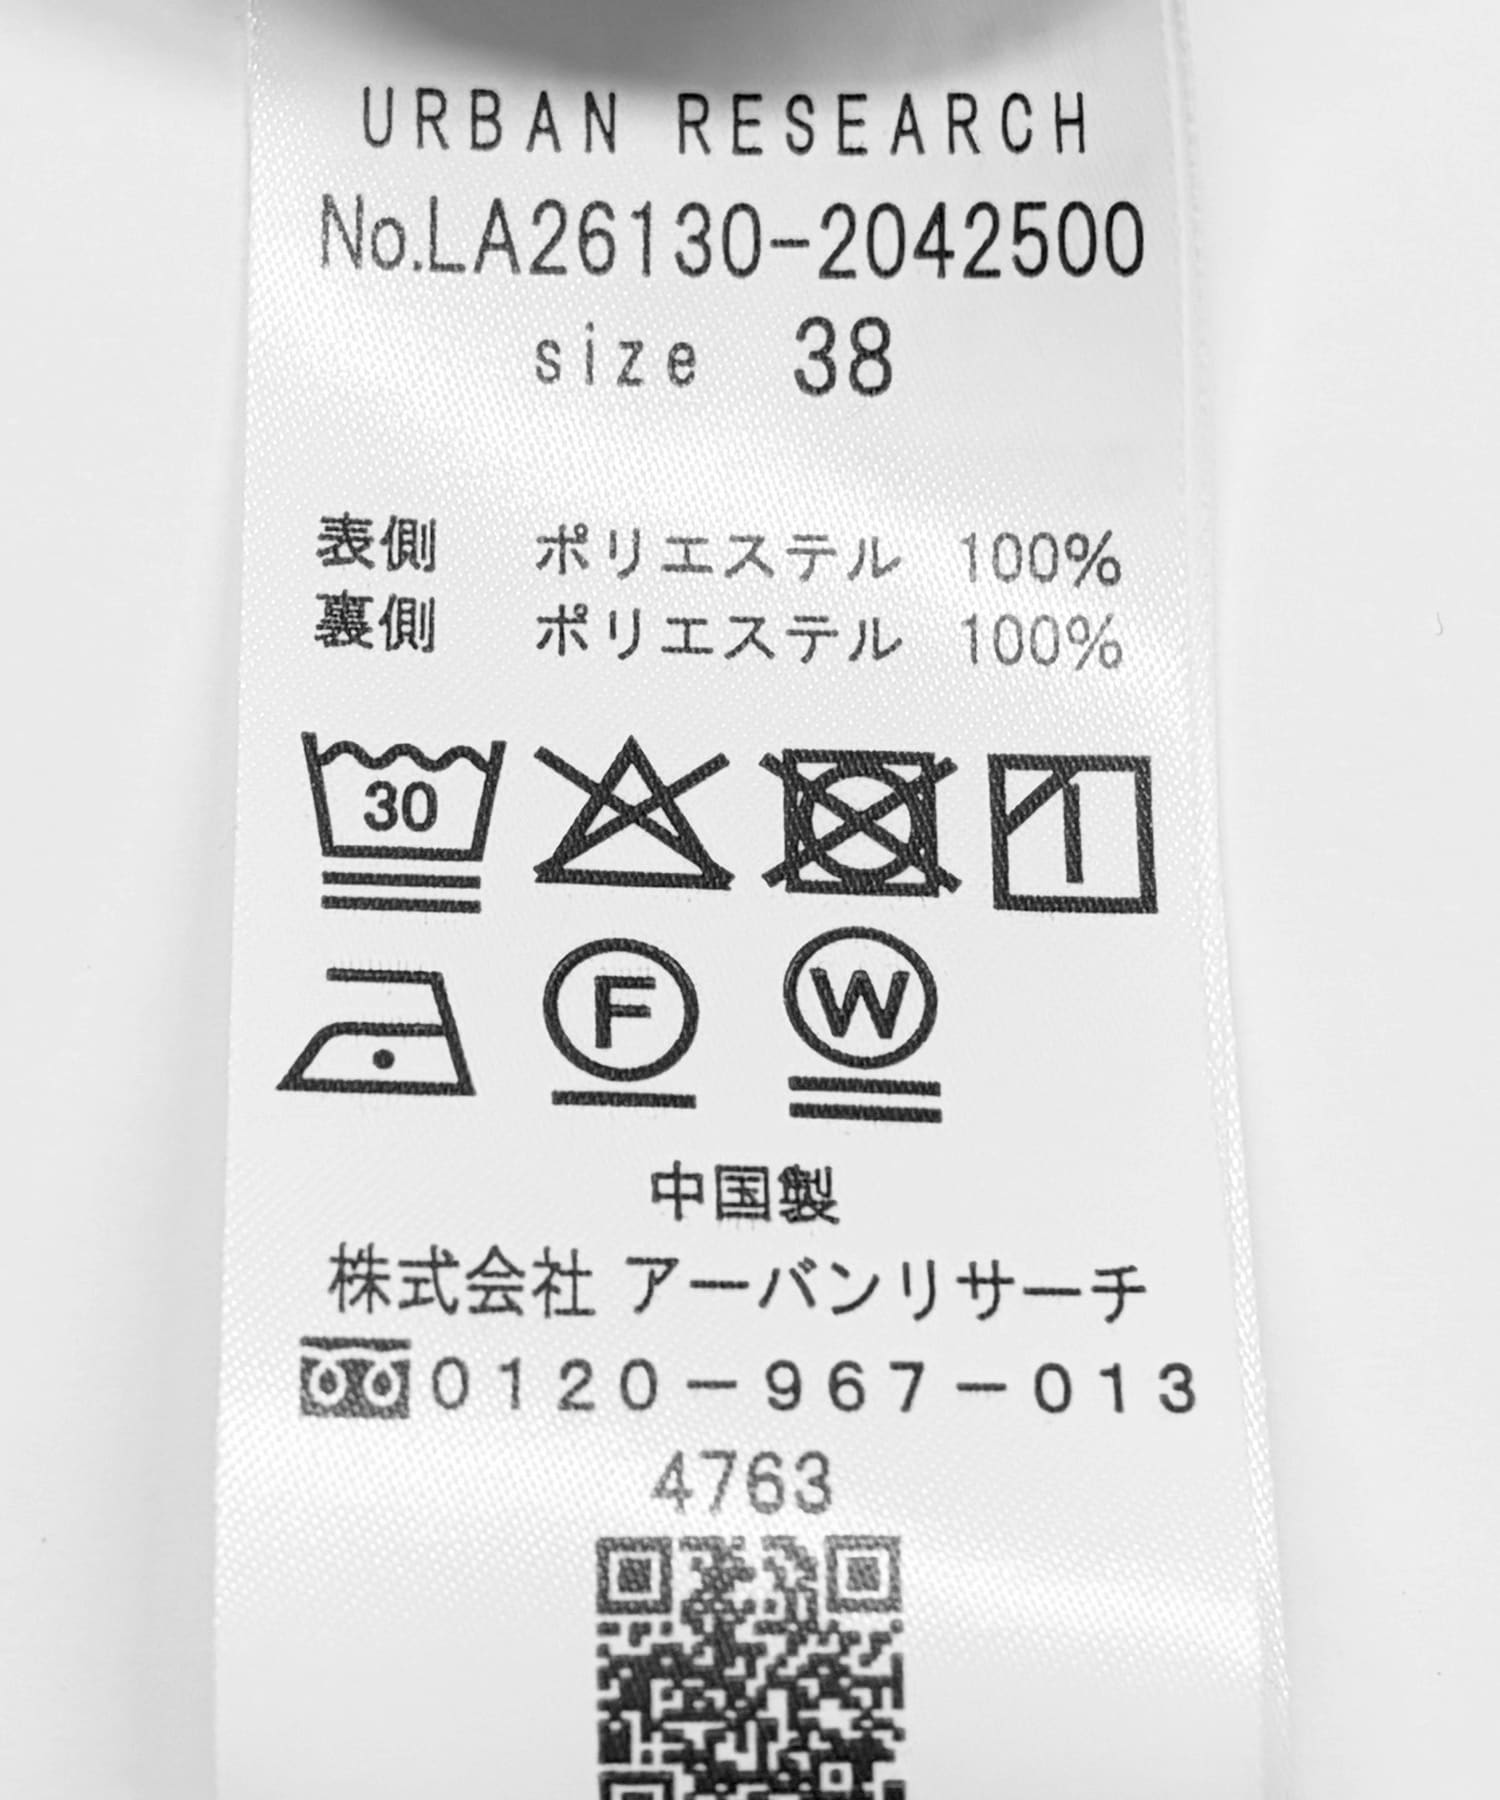 URBAN RESEARCH
No.LA26130-2042500
size 38
表側 ポリエステル 100%
裏側 ポリエステル 100%
30
F W
中国製
株式会社 アーバンリサーチ
0120-967-013
4763